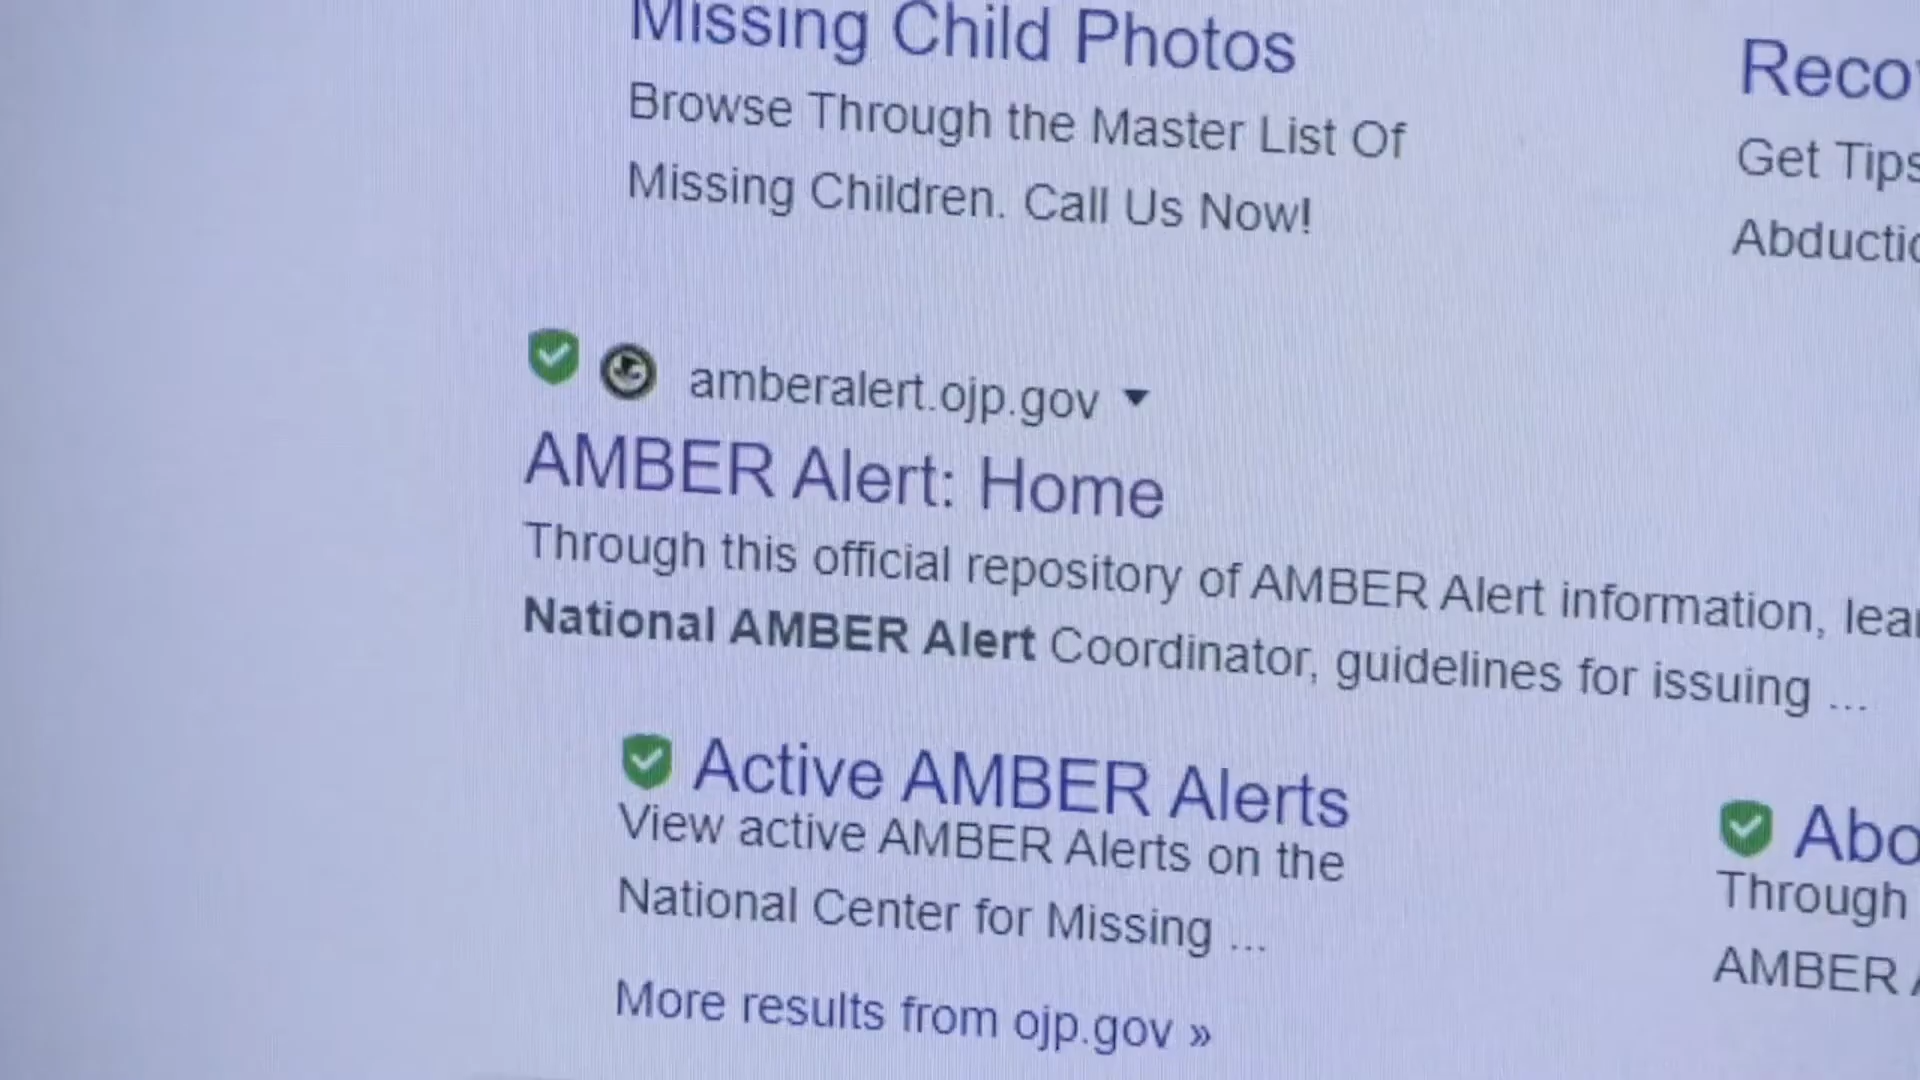 Missing Child Photos
Browse Through the Master List Of
Missing Children. Call Us Now!
Get Tips
amberalert.ojp.gov
AMBER Alert: Home
Through this official repository of AMBER Alert information,
National AMBER Alert Coordinator, guidelines for issuing ...
Active AMBER Alerts
View active AMBER Alerts on the
National Center for Missing ...
More results from ojp.gov »
Through
AMBER